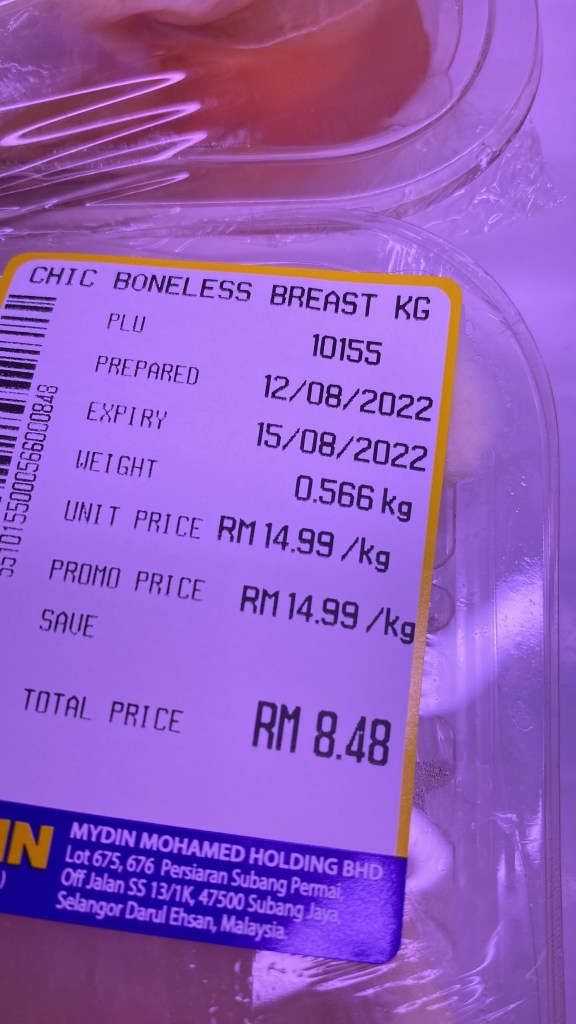 CHIC BONELESS BREAST KG
PLU 10155
PREPARED 12/08/2022
EXPIRY 15/08/2022
WEIGHT 0.566 kg
UNIT PRICE RM 14.99 /kg
PROMO PRICE RM 14.99 /kg
SAVE
TOTAL PRICE RM 8.48
IN
MYDIN MOHAMED HOLDING BHD
Lot 675, 676 Persiaran Subang Permai,
Off Jalan SS 13/1K, 47500 Subang Jaya,
Selangor Darul Ehsan, Malaysia.